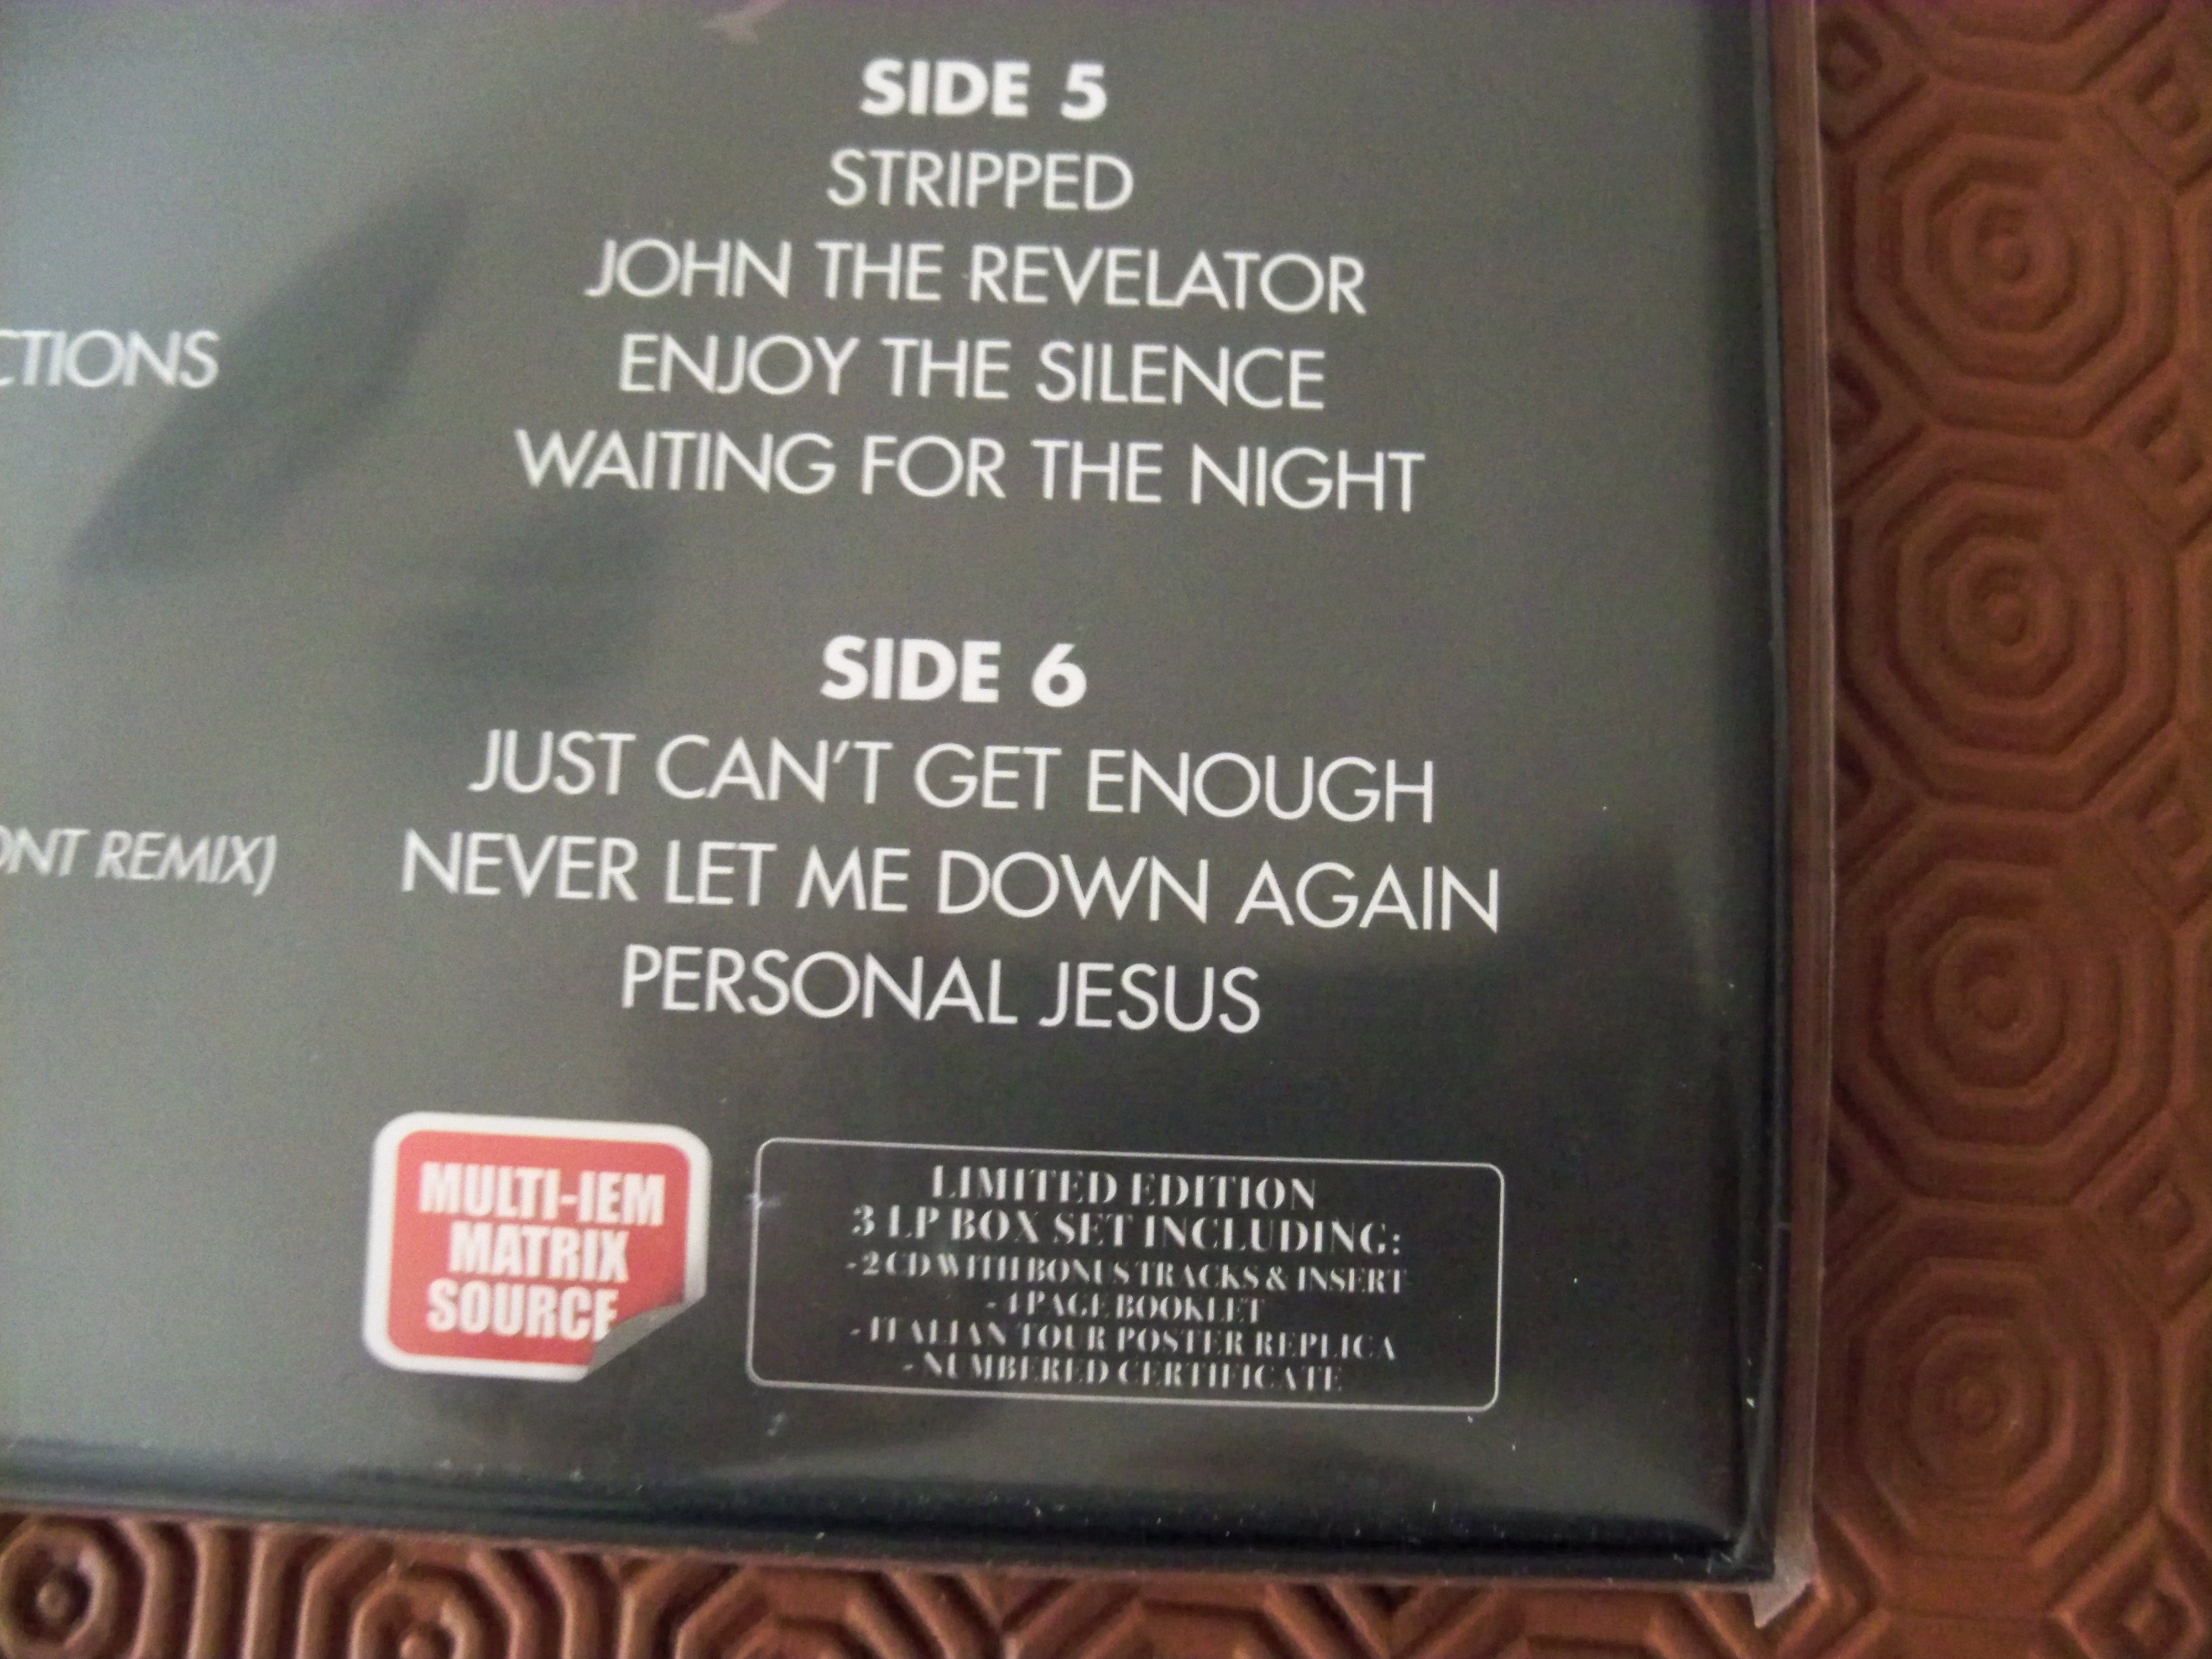 SIDE 5
STRIPPED
JOHN THE REVELATOR
CTIONS
ENJOY THE SILENCE
WAITING FOR THE NIGHT
SIDE 6
JUST CAN'T GET ENOUGH
ONT REMIX)
NEVER LET ME DOWN AGAIN
PERSONAL JESUS
MULTI-IEM
MATRIX
SOURCE
LIMITED EDITION
3 LP BOX SET INCLUDING:
- 2 CD WITH BONUS TRACKS & INSERT
- 4 PAGE BOOKLET
- ITALIAN TOUR POSTER REPLICA
- NUMBERED CERTIFICATE